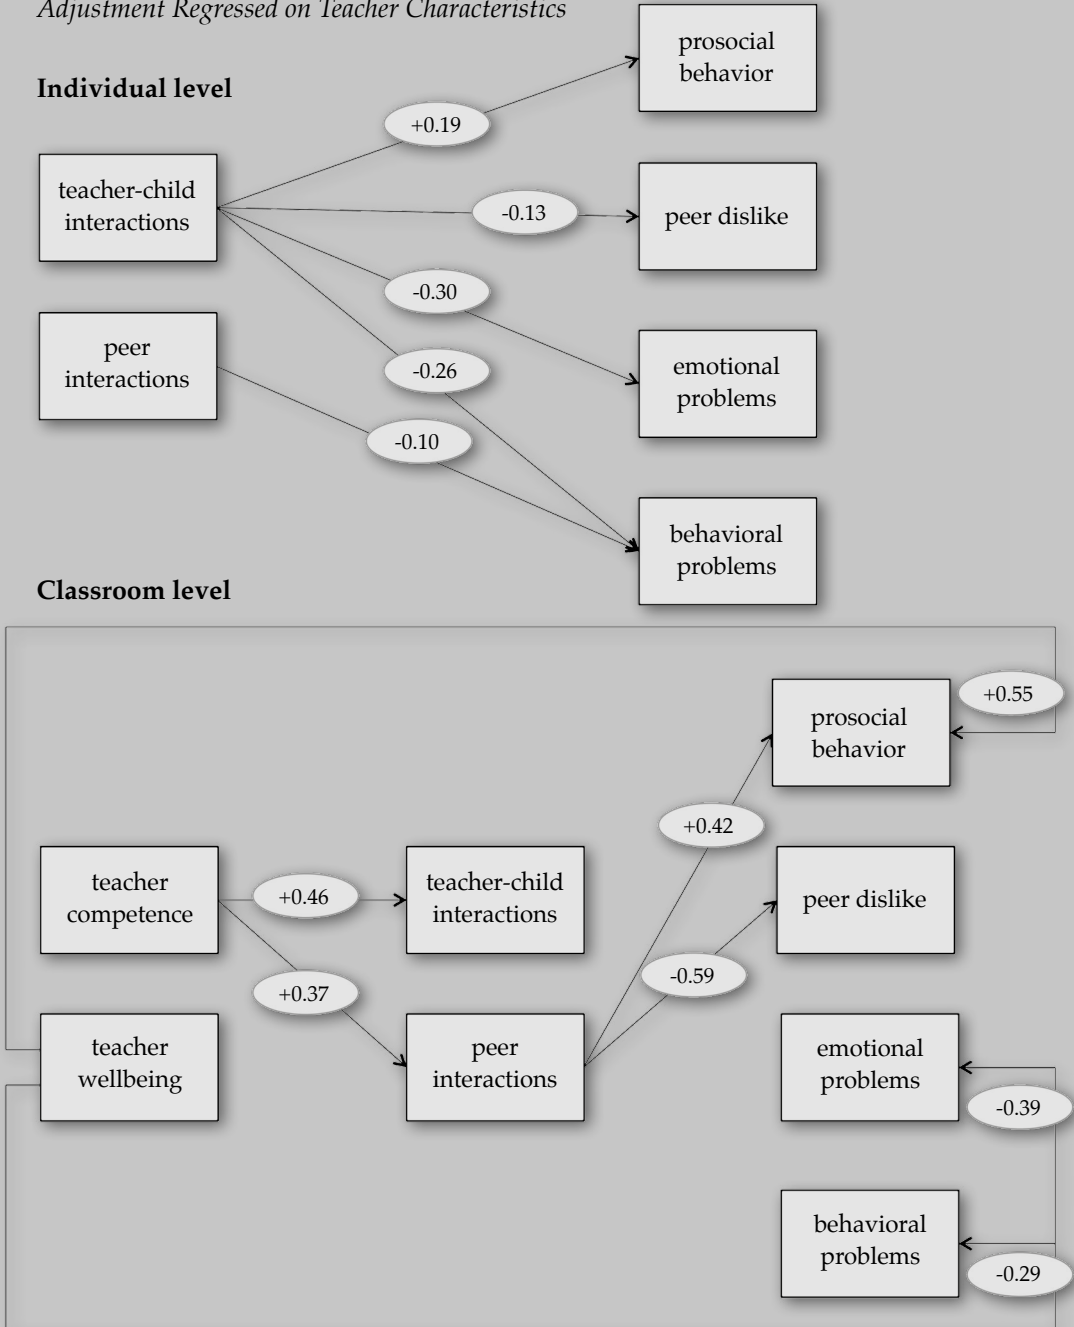 Adjustment Regressed on Teacher Characteristics
prosocial
behavior
Individual level
+0.19
teacher-child
interactions
-0.13
peer dislike
-0.30
peer
interactions
-0.26
emotional
problems
-0.10
behavioral
problems
Classroom level
+0.55
prosocial
behavior
+0.42
teacher
competence
+0.46
teacher-child
interactions
peer dislike
-0.59
+0.37
teacher
wellbeing
peer
interactions
emotional
problems
-0.39
behavioral
problems
-0.29